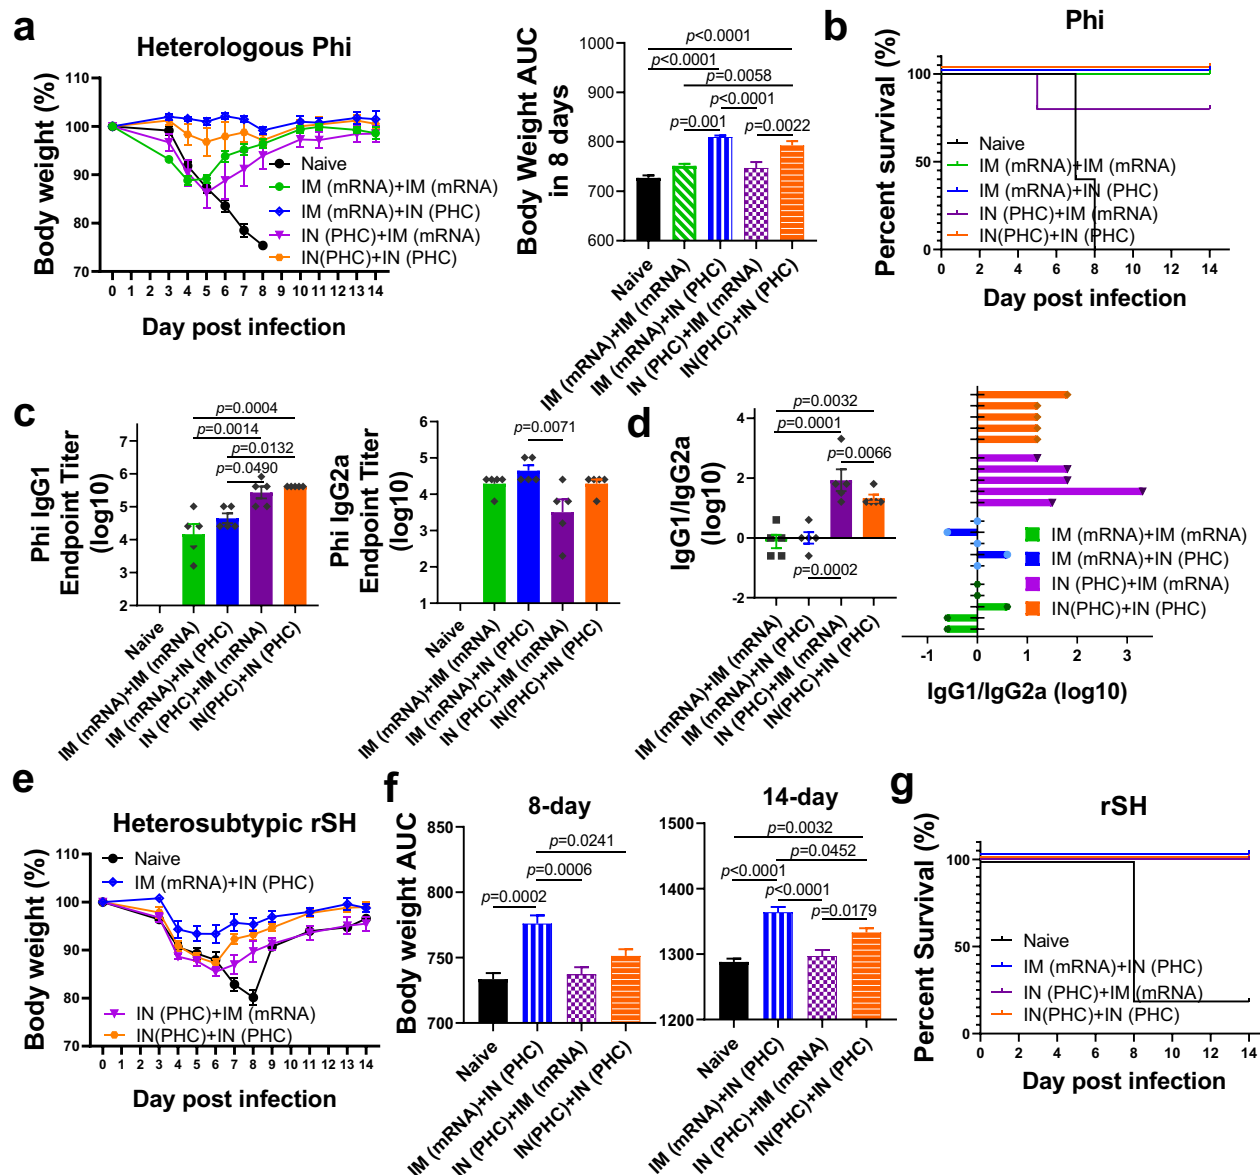 a
Heterologous Phi
Body weight (%)
110
100
90
80
70
0 1 2 3 4 5 6 7 8 9 10 11 12 13 14
Day post infection
Naive
IM (mRNA)+IM (mRNA)
IM (mRNA)+IN (PHC)
IN (PHC)+IM (mRNA)
IN(PHC)+IN (PHC)
Body Weight AUC
in 8 days
1000
900
800
700
600
p<0.0001
p<0.0001
p=0.0058
p<0.0001
p=0.001
p=0.0022
Naive
IM (mRNA)+IM (mRNA)
IM (mRNA)+IN (PHC)
IN (PHC)+IM (mRNA)
IN(PHC)+IN (PHC)
b
Phi
Percent survival (%)
100
50
0
0 2 4 6 8 10 12 14
Day post infection
Naive
IM (mRNA)+IM (mRNA)
IM (mRNA)+IN (PHC)
IN (PHC)+IM (mRNA)
IN(PHC)+IN (PHC)
c
Phi IgG1
Endpoint Titer
(log10)
7
6
5
4
3
2
p=0.0004
p=0.0014
p=0.0132
p=0.0490
Naive
IM (mRNA)+IM (mRNA)
IM (mRNA)+IN (PHC)
IN (PHC)+IM (mRNA)
IN(PHC)+IN (PHC)
Phi IgG2a
Endpoint Titer
(log10)
6
5
4
3
2
1
p=0.0071
Naive
IM (mRNA)+IM (mRNA)
IM (mRNA)+IN (PHC)
IN (PHC)+IM (mRNA)
IN(PHC)+IN (PHC)
d
IgG1/IgG2a
(log10)
4
2
0
-2
p=0.0032
p=0.0001
p=0.0066
p=0.0002
IM (mRNA)+IM (mRNA)
IM (mRNA)+IN (PHC)
IN (PHC)+IM (mRNA)
IN(PHC)+IN (PHC)
IM (mRNA)+IM (mRNA)
IM (mRNA)+IN (PHC)
IN (PHC)+IM (mRNA)
IN(PHC)+IN (PHC)
-1 0 1 2 3
IgG1/IgG2a (log10)
e
Heterosubtypic rSH
Body weight (%)
110
100
90
80
70
Naive
IM (mRNA)+IN (PHC)
IN (PHC)+IM (mRNA)
IN(PHC)+IN (PHC)
0 1 2 3 4 5 6 7 8 9 10 11 12 13 14
Day post infection
f
8-day
Body weight AUC
850
800
750
700
p=0.0241
p=0.0006
p=0.0002
Naive
IM (mRNA)+IN (PHC)
IN (PHC)+IM (mRNA)
IN(PHC)+IN (PHC)
14-day
1500
1400
1300
1200
p=0.0032
p=0.0452
p<0.0001
p<0.0001
p=0.0179
Naive
IM (mRNA)+IN (PHC)
IN (PHC)+IM (mRNA)
IN(PHC)+IN (PHC)
g
rSH
Percent Survival (%)
100
50
0
Naive
IM (mRNA)+IN (PHC)
IN (PHC)+IM (mRNA)
IN(PHC)+IN (PHC)
0 2 4 6 8 10 12 14
Day post infection